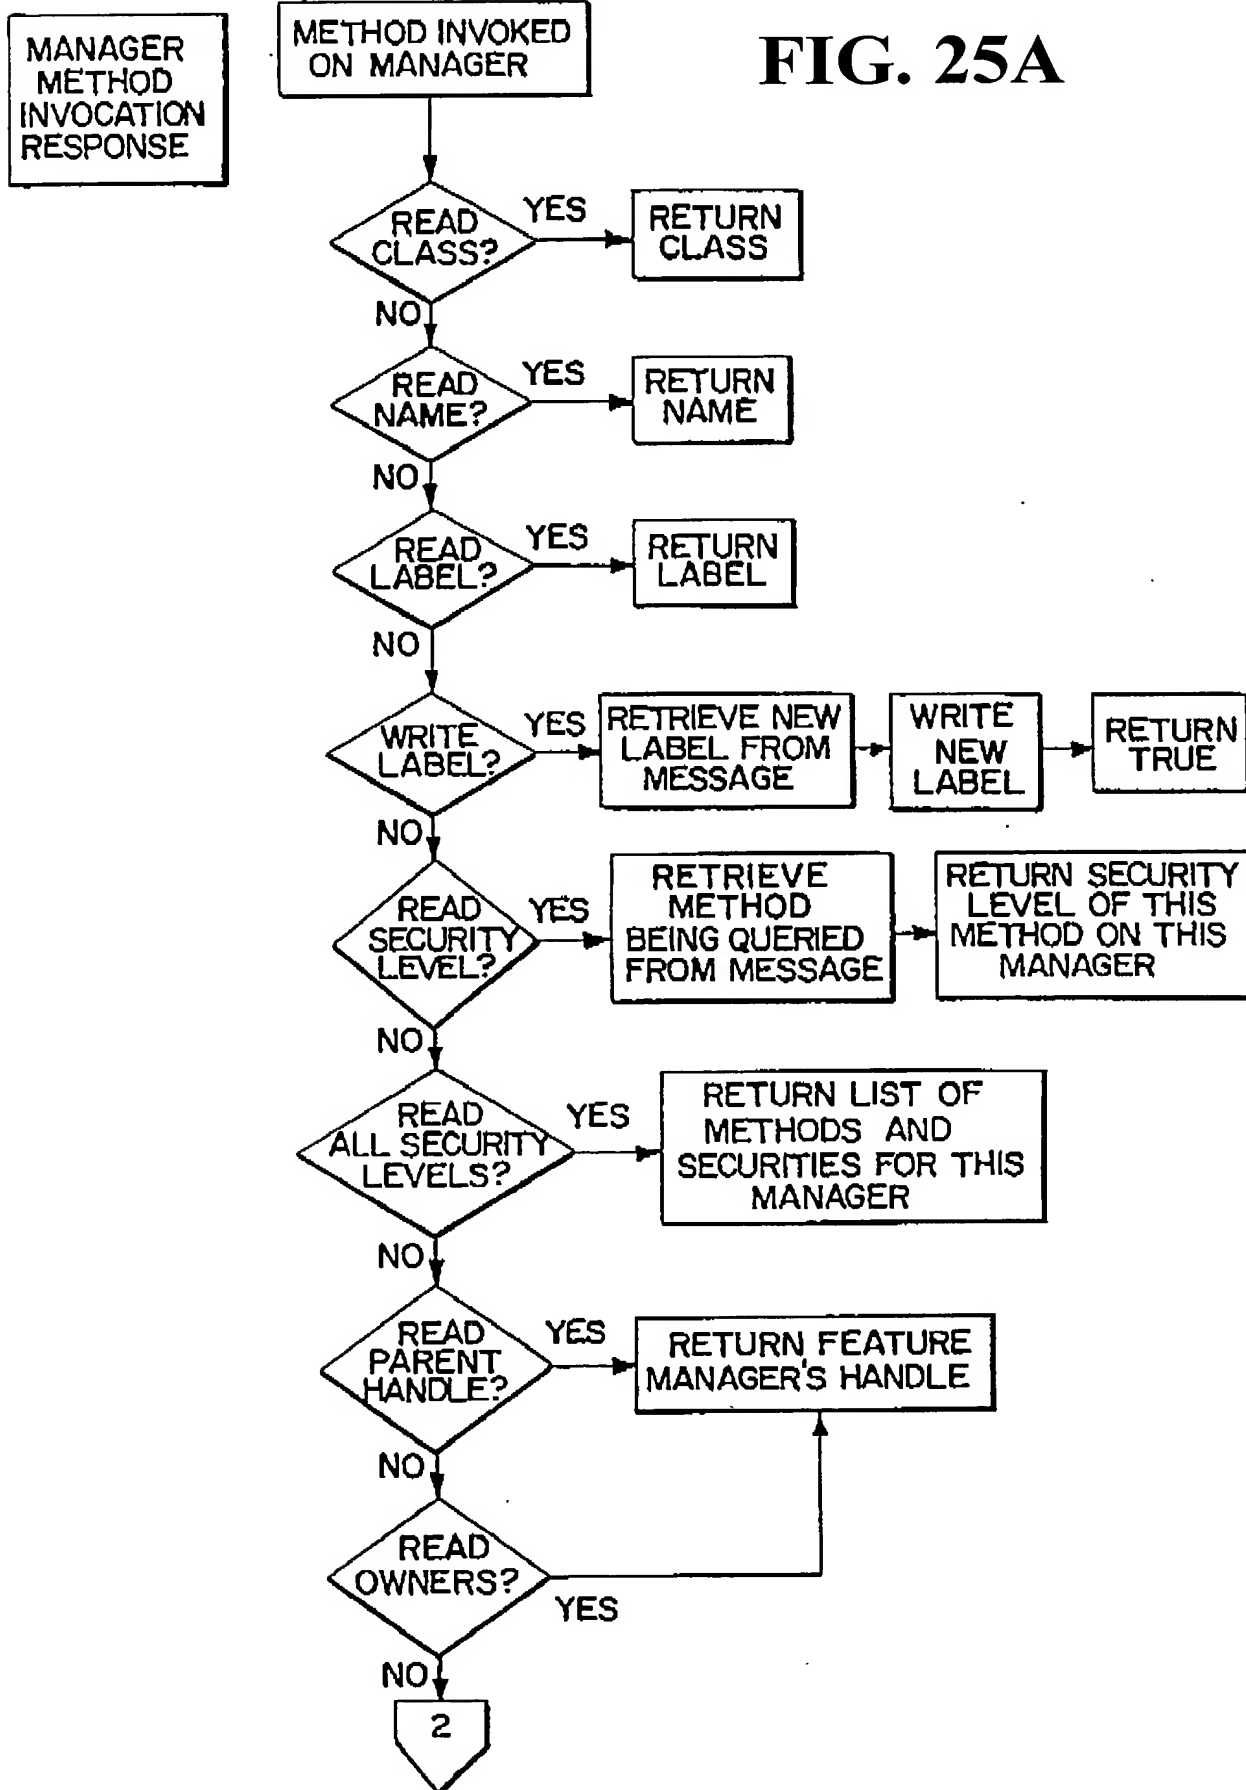 MANAGER
METHOD
INVOCATION
RESPONSE
METHOD INVOKED
ON MANAGER
FIG. 25A
READ
CLASS?
YES
RETURN
CLASS
NO
READ
NAME?
YES
RETURN
NAME
NO
READ
LABEL?
YES
RETURN
LABEL
NO
WRITE
LABEL?
YES
RETRIEVE NEW
LABEL FROM
MESSAGE
WRITE
NEW
LABEL
RETURN
TRUE
NO
READ
SECURITY
LEVEL?
YES
RETRIEVE
METHOD
BEING QUERIED
FROM MESSAGE
RETURN SECURITY
LEVEL OF THIS
METHOD ON THIS
MANAGER
NO
READ
ALL SECURITY
LEVELS?
YES
RETURN LIST OF
METHODS AND
SECURITIES FOR THIS
MANAGER
NO
READ
PARENT
HANDLE?
YES
RETURN FEATURE
MANAGER'S HANDLE
NO
READ
OWNERS?
YES
NO
2